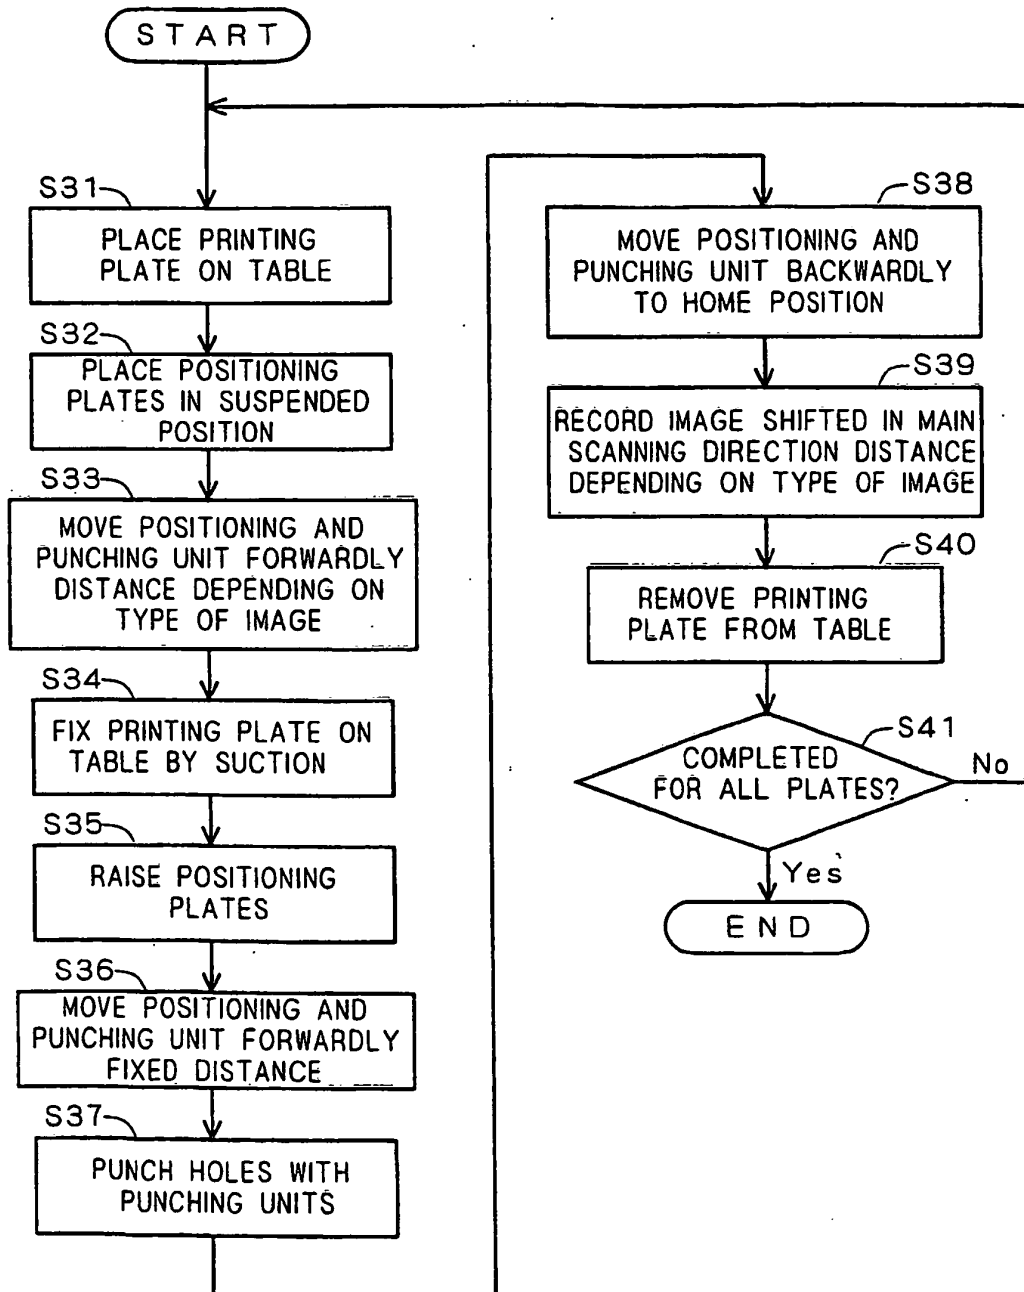 START
S31
PLACE PRINTING
PLATE ON TABLE
S32
PLACE POSITIONING
PLATES IN SUSPENDED
POSITION
S33
MOVE POSITIONING AND
PUNCHING UNIT FORWARDLY
DISTANCE DEPENDING ON
TYPE OF IMAGE
S34
FIX PRINTING PLATE ON
TABLE BY SUCTION
S35
RAISE POSITIONING
PLATES
S36
MOVE POSITIONING AND
PUNCHING UNIT FORWARDLY
FIXED DISTANCE
S37
PUNCH HOLES WITH
PUNCHING UNITS
S38
MOVE POSITIONING AND
PUNCHING UNIT BACKWARDLY
TO HOME POSITION
S39
RECORD IMAGE SHIFTED IN MAIN
SCANNING DIRECTION DISTANCE
DEPENDING ON TYPE OF IMAGE
S40
REMOVE PRINTING
PLATE FROM TABLE
S41
COMPLETED
FOR ALL PLATES?
No
Yes
END